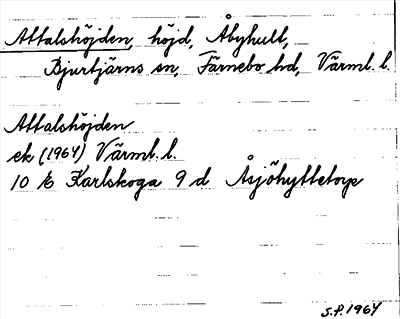 Attalshöjden, höjd, Åbyhult,
Bjurtjärns sn, Färnebo hd, Värml. l.
Attalshöjden
ek (1964) Värml. l.
10 E Karlskoga 9 d Åsjöhyttetorp
S.P. 1964